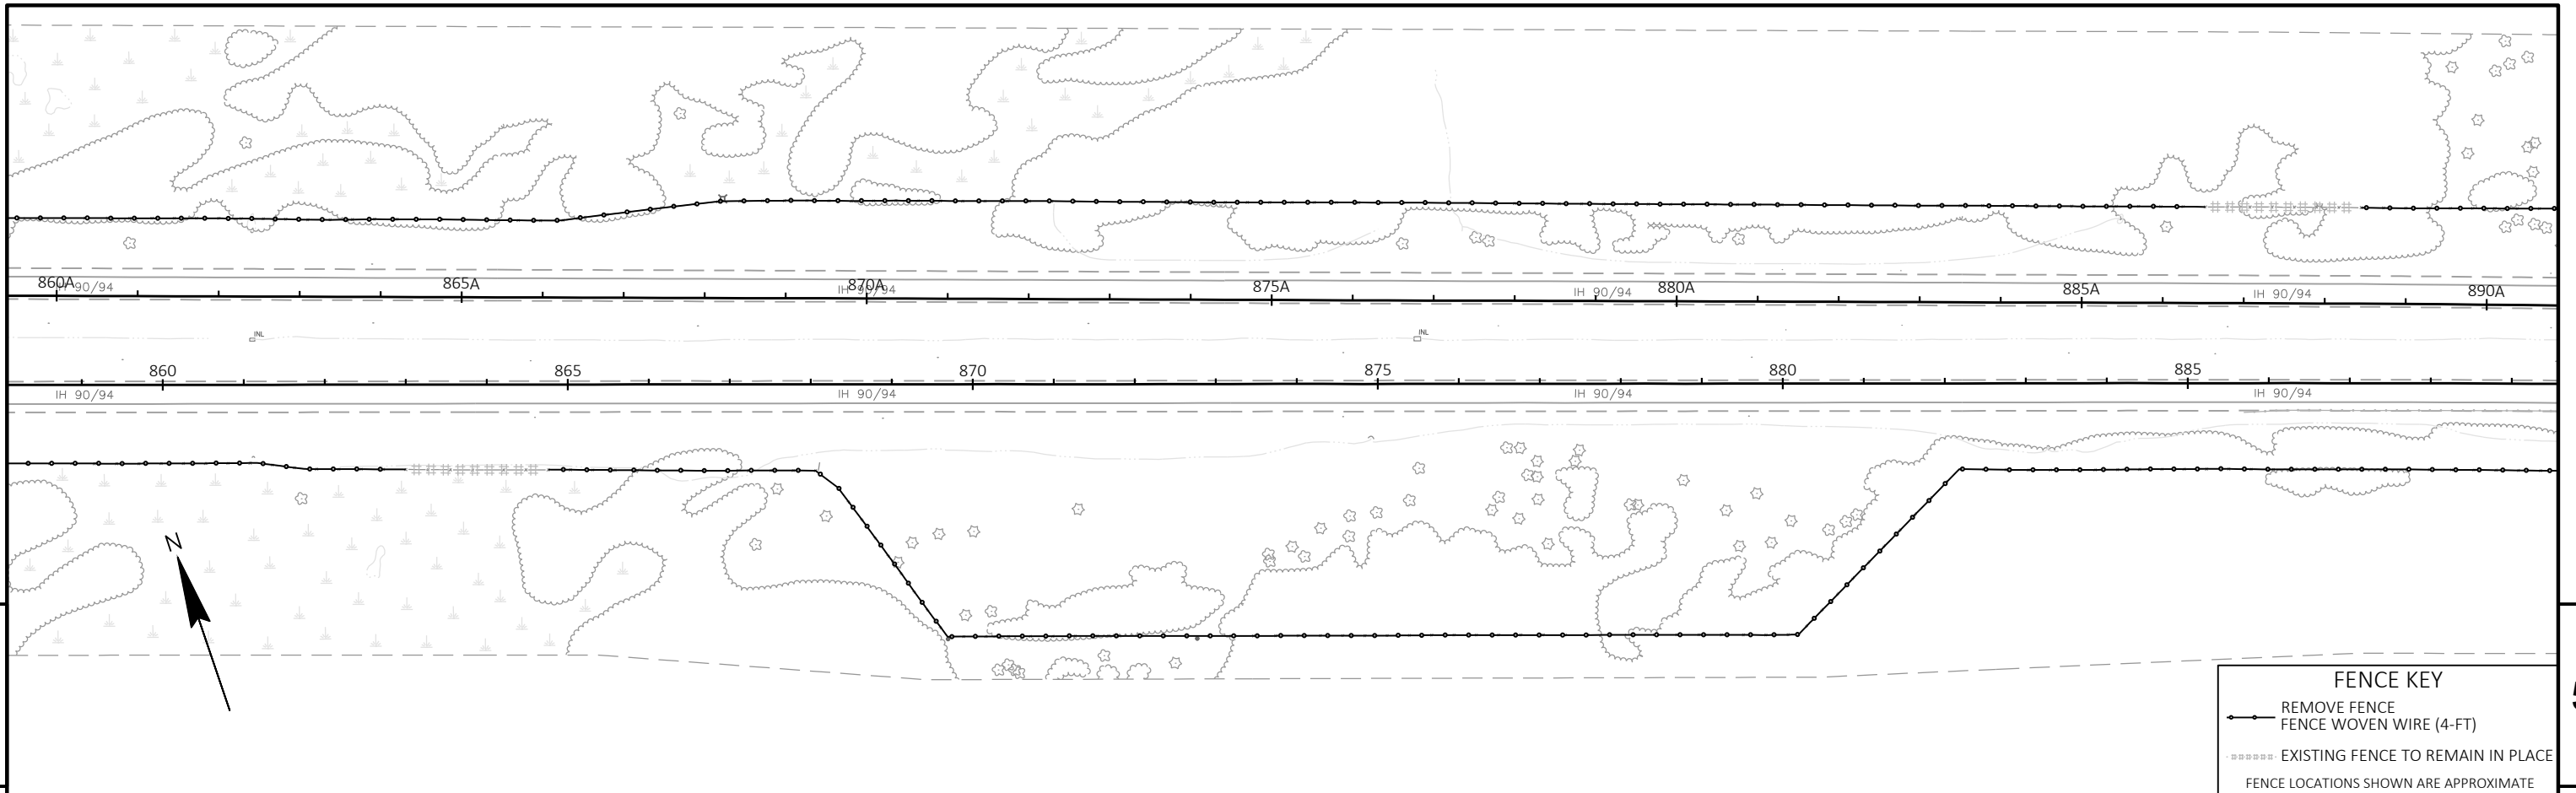 860A 865A 870A 875A 880A 885A 890A
90/94 IH 90/94 IH 90/94 IH 90/94
INL INL
860 865 870 875 880 885
IH 90/94 IH 90/94 IH 90/94 IH 90/94
N
FENCE KEY
REMOVE FENCE
FENCE WOVEN WIRE (4-FT)
EXISTING FENCE TO REMAIN IN PLACE
FENCE LOCATIONS SHOWN ARE APPROXIMATE